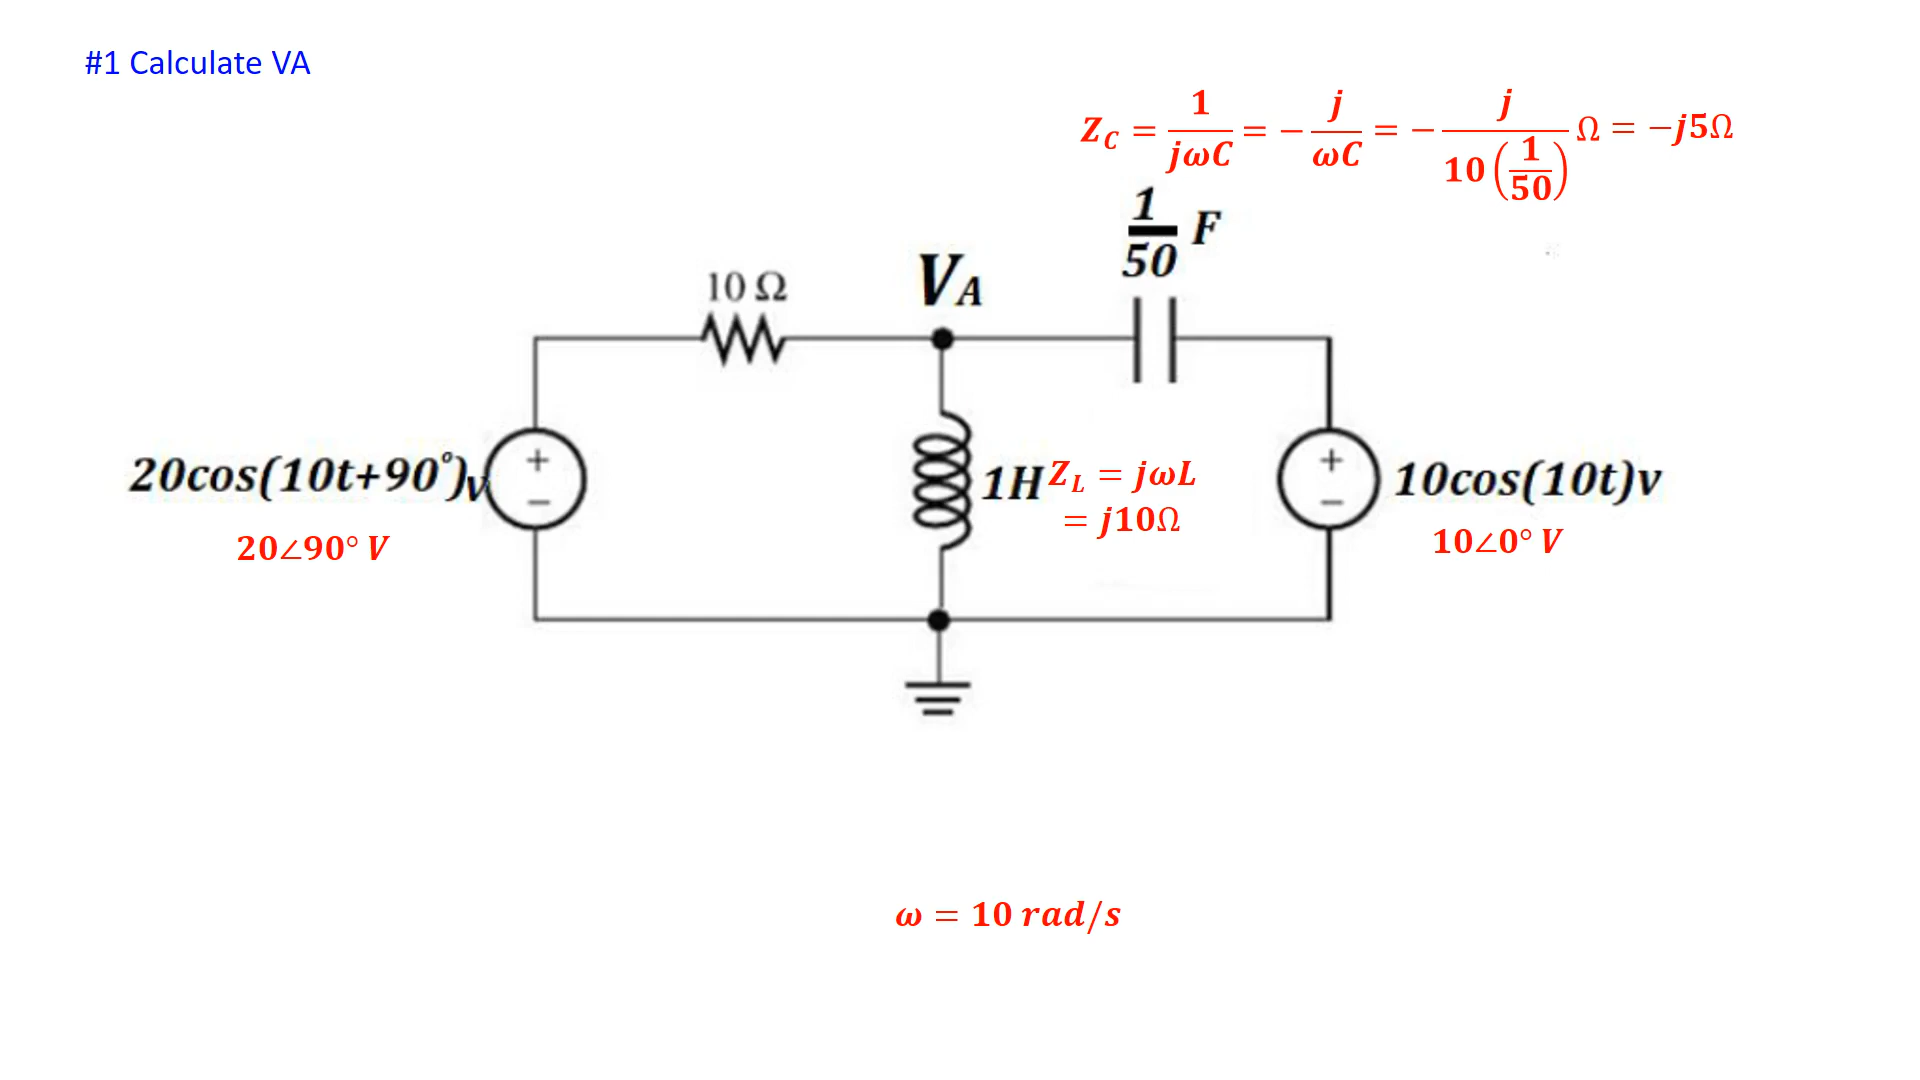 #1 Calculate VA
Z_C = 1/(jωC) = − j/(ωC) = − j/(10(1/50)) Ω = −j5Ω
1/50 F
10 Ω
V_A
20cos(10t+90°)v
20∠90° V
+
−
1H
Z_L = jωL
= j10Ω
+
−
10cos(10t)v
10∠0° V
ω = 10 rad/s